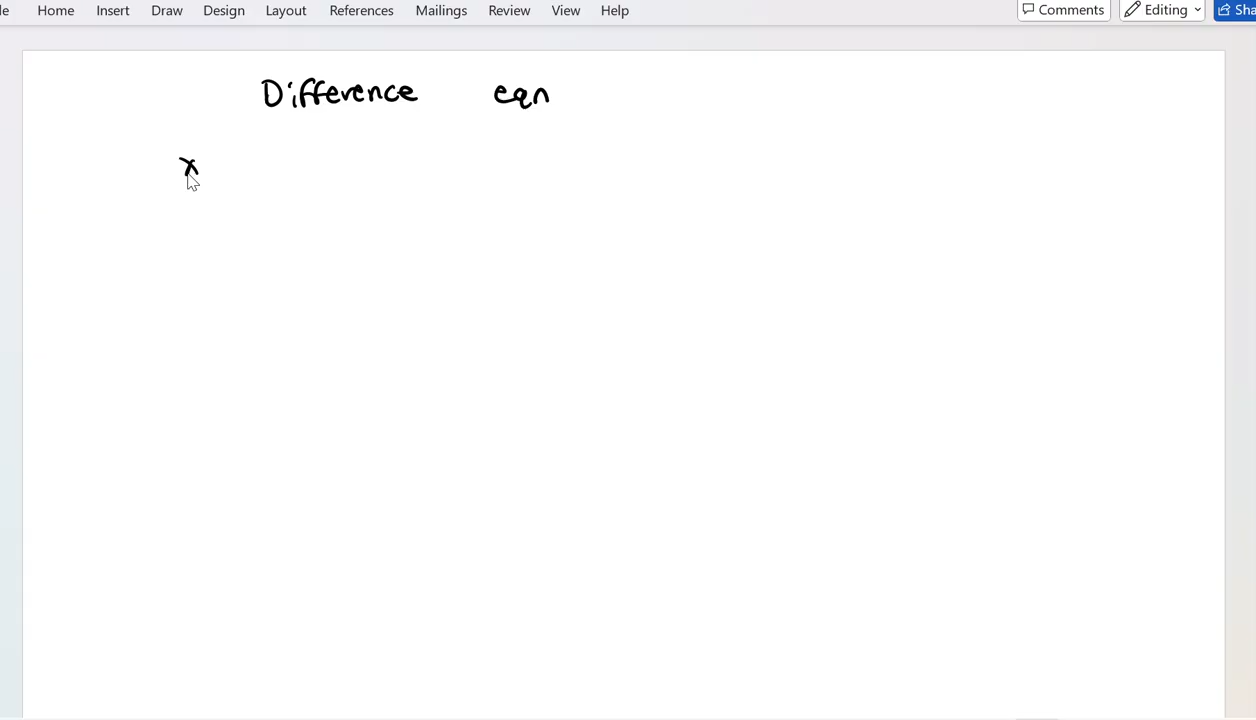 Home Insert Draw Design Layout References Mailings Review View Help Comments Editing
Difference eqn
x